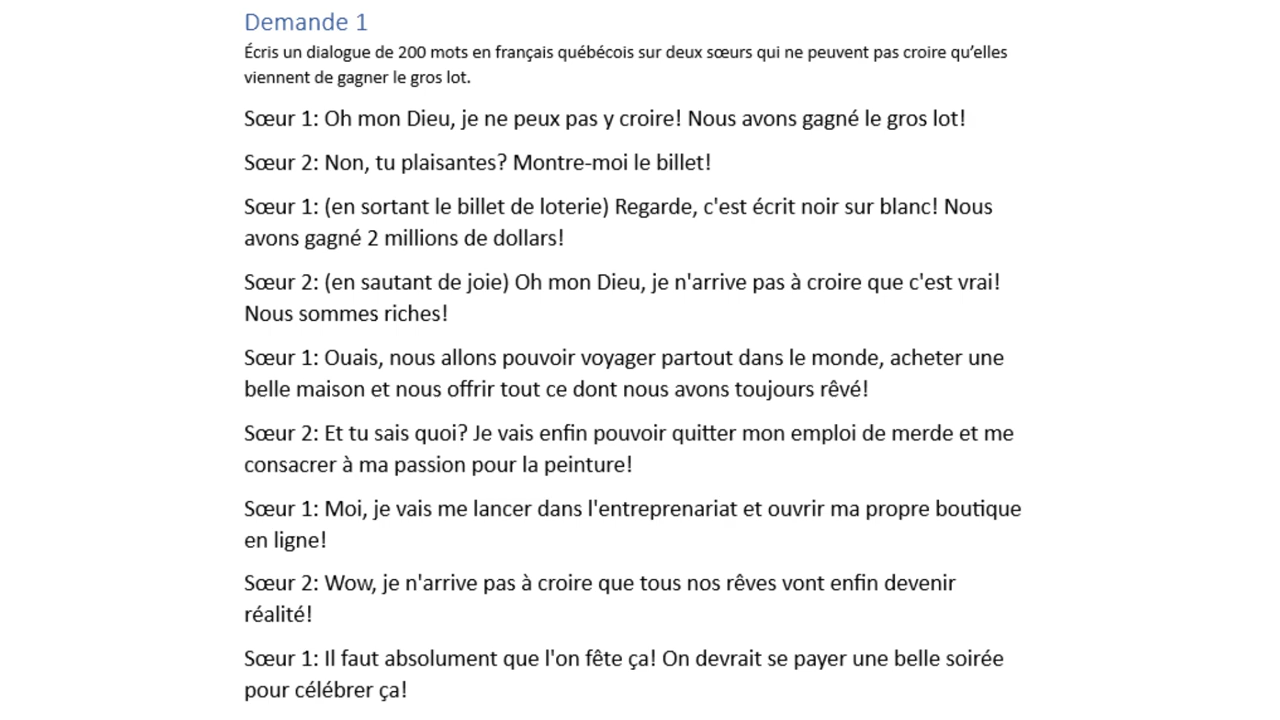 Demande 1
Écris un dialogue de 200 mots en français québécois sur deux sœurs qui ne peuvent pas croire qu’elles
viennent de gagner le gros lot.
Sœur 1: Oh mon Dieu, je ne peux pas y croire! Nous avons gagné le gros lot!
Sœur 2: Non, tu plaisantes? Montre-moi le billet!
Sœur 1: (en sortant le billet de loterie) Regarde, c'est écrit noir sur blanc! Nous
avons gagné 2 millions de dollars!
Sœur 2: (en sautant de joie) Oh mon Dieu, je n'arrive pas à croire que c'est vrai!
Nous sommes riches!
Sœur 1: Ouais, nous allons pouvoir voyager partout dans le monde, acheter une
belle maison et nous offrir tout ce dont nous avons toujours rêvé!
Sœur 2: Et tu sais quoi? Je vais enfin pouvoir quitter mon emploi de merde et me
consacrer à ma passion pour la peinture!
Sœur 1: Moi, je vais me lancer dans l'entreprenariat et ouvrir ma propre boutique
en ligne!
Sœur 2: Wow, je n'arrive pas à croire que tous nos rêves vont enfin devenir
réalité!
Sœur 1: Il faut absolument que l'on fête ça! On devrait se payer une belle soirée
pour célébrer ça!